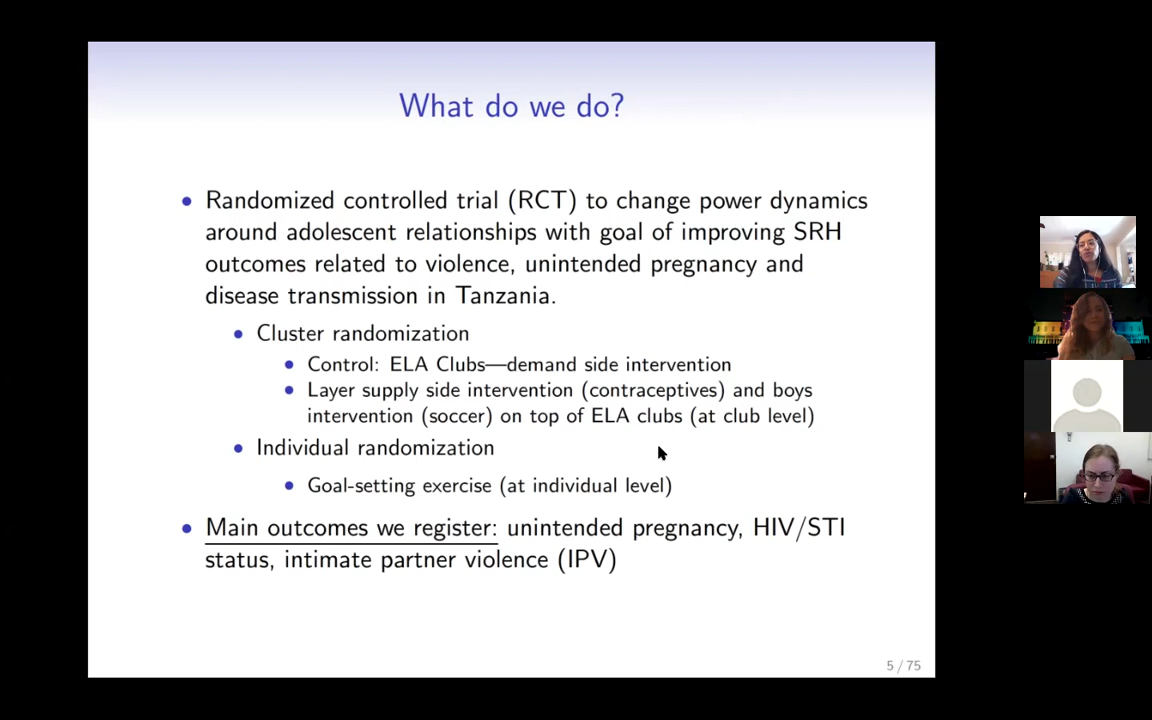 What do we do?
• Randomized controlled trial (RCT) to change power dynamics
around adolescent relationships with goal of improving SRH
outcomes related to violence, unintended pregnancy and
disease transmission in Tanzania.
• Cluster randomization
• Control: ELA Clubs—demand side intervention
• Layer supply side intervention (contraceptives) and boys
intervention (soccer) on top of ELA clubs (at club level)
• Individual randomization
• Goal-setting exercise (at individual level)
• Main outcomes we register: unintended pregnancy, HIV/STI
status, intimate partner violence (IPV)
5 / 75